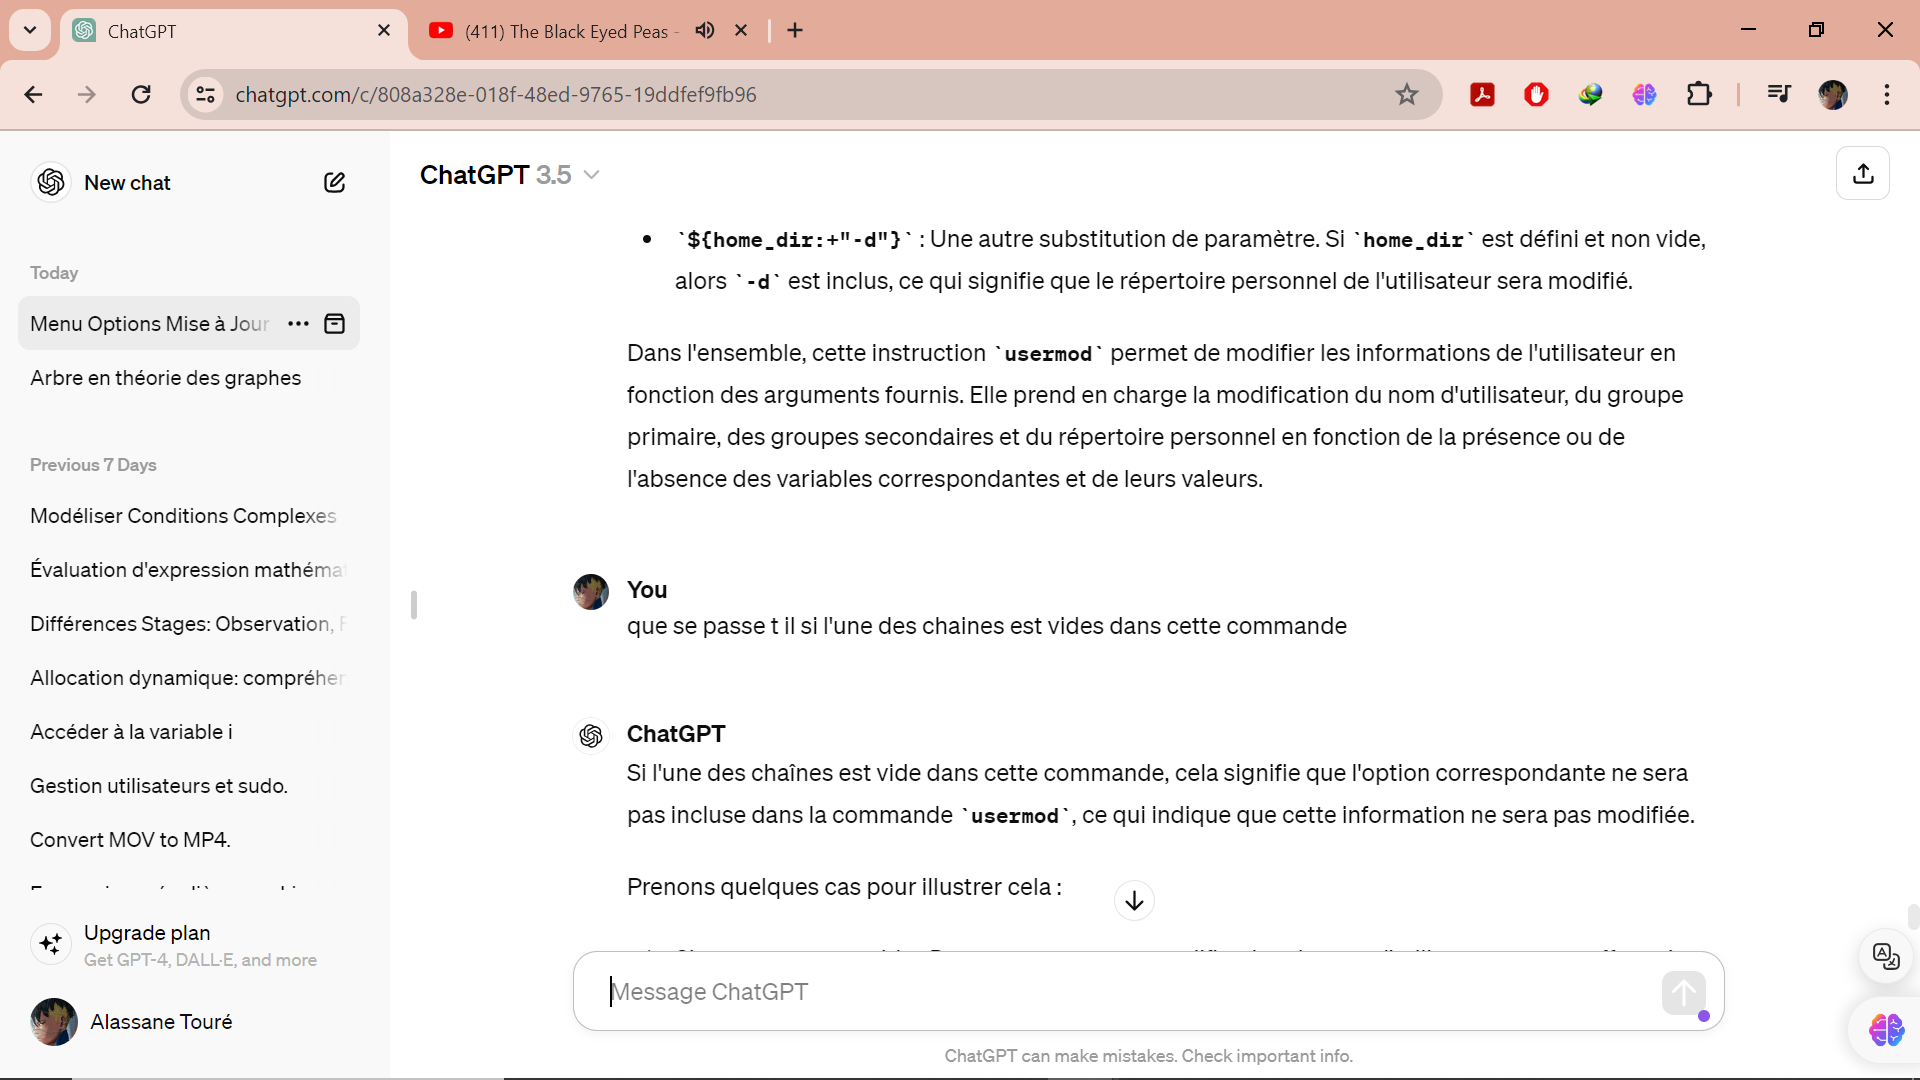 ChatGPT
(411) The Black Eyed Peas -
chatgpt.com/c/808a328e-018f-48ed-9765-19ddfef9fb96
New chat
Today
Menu Options Mise à Jour
Arbre en théorie des graphes
Previous 7 Days
Modéliser Conditions Complexes
Évaluation d'expression mathéma
Différences Stages: Observation,
Allocation dynamique: compréhen
Accéder à la variable i
Gestion utilisateurs et sudo.
Convert MOV to MP4.
Upgrade plan
Get GPT-4, DALL·E, and more
Alassane Touré
ChatGPT 3.5
• `${home_dir:+"-d"}` : Une autre substitution de paramètre. Si `home_dir` est défini et non vide,
alors `-d` est inclus, ce qui signifie que le répertoire personnel de l'utilisateur sera modifié.
Dans l'ensemble, cette instruction `usermod` permet de modifier les informations de l'utilisateur en
fonction des arguments fournis. Elle prend en charge la modification du nom d'utilisateur, du groupe
primaire, des groupes secondaires et du répertoire personnel en fonction de la présence ou de
l'absence des variables correspondantes et de leurs valeurs.
You
que se passe t il si l'une des chaines est vides dans cette commande
ChatGPT
Si l'une des chaînes est vide dans cette commande, cela signifie que l'option correspondante ne sera
pas incluse dans la commande `usermod`, ce qui indique que cette information ne sera pas modifiée.
Prenons quelques cas pour illustrer cela :
Message ChatGPT
ChatGPT can make mistakes. Check important info.